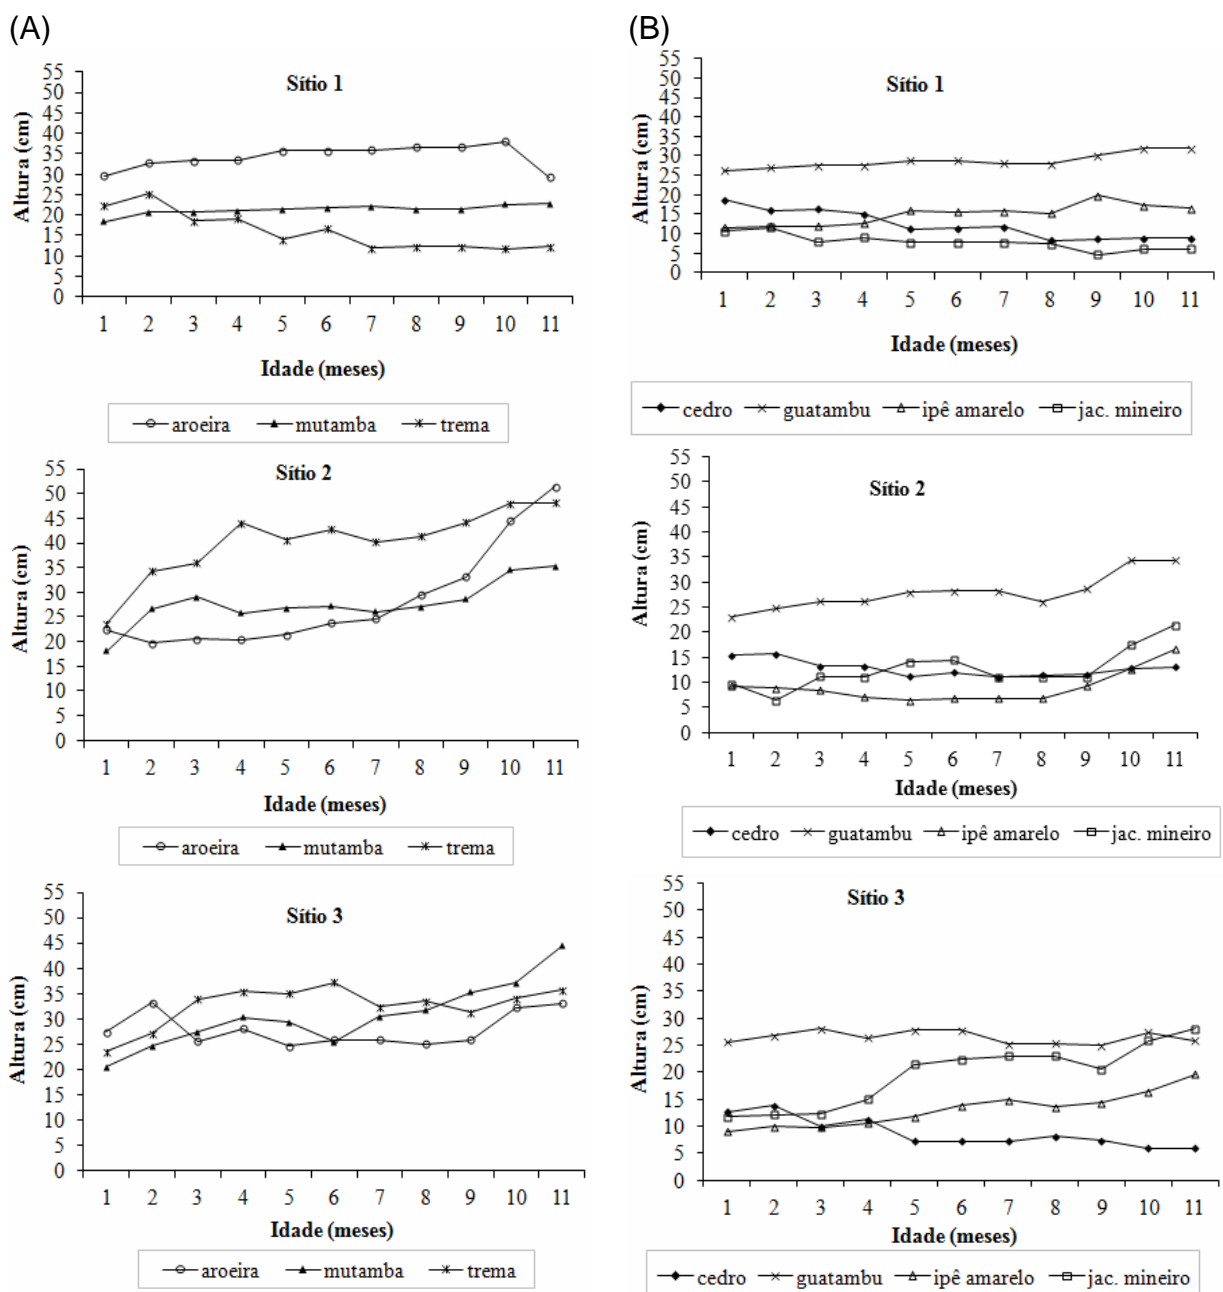 (A)
Sítio 1
Altura (cm)
55
50
45
40
35
30
25
20
15
10
5
0
1 2 3 4 5 6 7 8 9 10 11
Idade (meses)
aroeira mutamba trema
Sítio 2
Altura (cm)
55
50
45
40
35
30
25
20
15
10
5
0
1 2 3 4 5 6 7 8 9 10 11
Idade (meses)
aroeira mutamba trema
Sítio 3
Altura (cm)
55
50
45
40
35
30
25
20
15
10
5
0
1 2 3 4 5 6 7 8 9 10 11
Idade (meses)
aroeira mutamba trema
(B)
Sítio 1
Altura (cm)
55
50
45
40
35
30
25
20
15
10
5
0
1 2 3 4 5 6 7 8 9 10 11
Idade (meses)
cedro guatambu ipê amarelo jac. mineiro
Sítio 2
Altura (cm)
55
50
45
40
35
30
25
20
15
10
5
0
1 2 3 4 5 6 7 8 9 10 11
Idade (meses)
cedro guatambu ipê amarelo jac. mineiro
Sítio 3
Altura (cm)
55
50
45
40
35
30
25
20
15
10
5
0
1 2 3 4 5 6 7 8 9 10 11
Idade (meses)
cedro guatambu ipê amarelo jac. mineiro